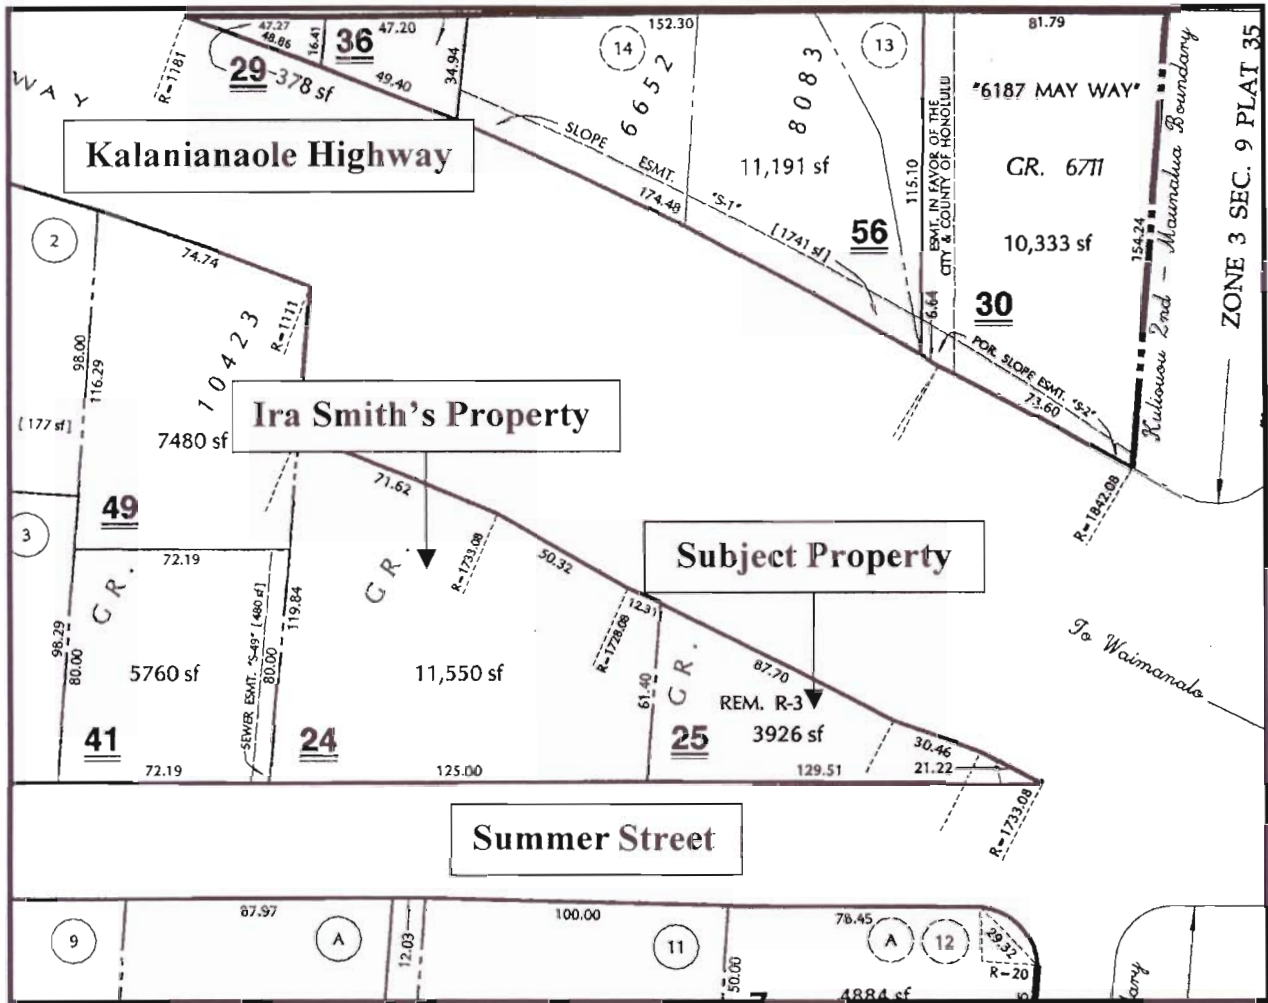 47.27
48.86
16.41
36
47.20
34.94
152.30
14
13
81.79
R=1181
29
378 sf
49.40
WAY
Kalanianaole Highway
SLOPE
ESMT.
"S-1"
[1741 sf]
174.48
6652
8083
11,191 sf
56
115.10
6.64
ESMT. IN FAVOR OF THE
CITY & COUNTY OF HONOLULU
"6187 MAY WAY"
GR. 6711
10,333 sf
30
154.24
Kuliouou 2nd — Maunalua Boundary
ZONE 3 SEC. 9 PLAT 35
POR. SLOPE ESMT. "S-2"
73.60
R=1842.08
2
74.74
R=1111
98.00
116.29
10423
[177 sf]
7480 sf
49
3
Ira Smith's Property
71.62
72.19
GR.
GR.
R=1733.08
50.32
Subject Property
12.31
R=1728.08
98.29
80.00
5760 sf
SEWER ESMT. "S-49" [480 sf]
80.00
119.84
11,550 sf
61.40
GR.
87.70
REM. R-3
3926 sf
To Waimanalo
41
24
25
30.46
21.22
72.19
125.00
129.51
R=1733.08
Summer Street
87.97
100.00
78.45
9
A
12.03
11
A
12
29.32
50.00
R-20
4884 sf
dary